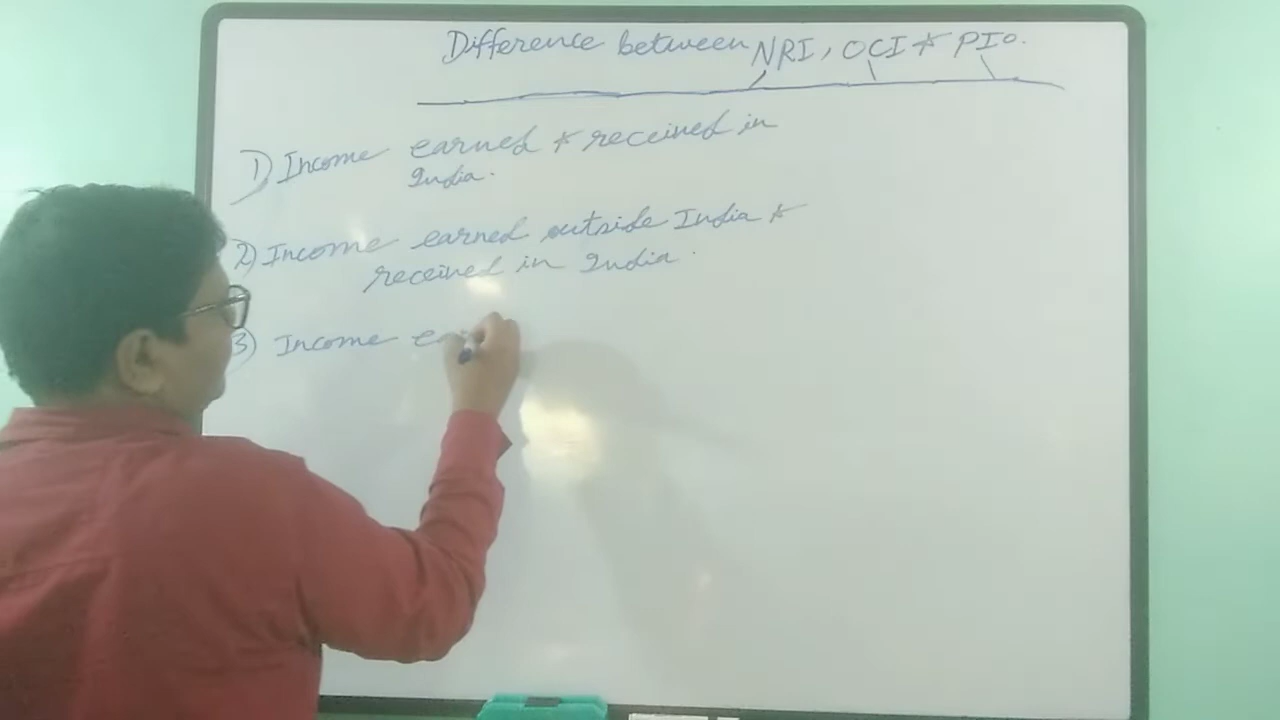 Difference between NRI, OCI & PIO.
1) Income earned & received in
India.
2) Income earned outside India &
received in India.
3) Income ea